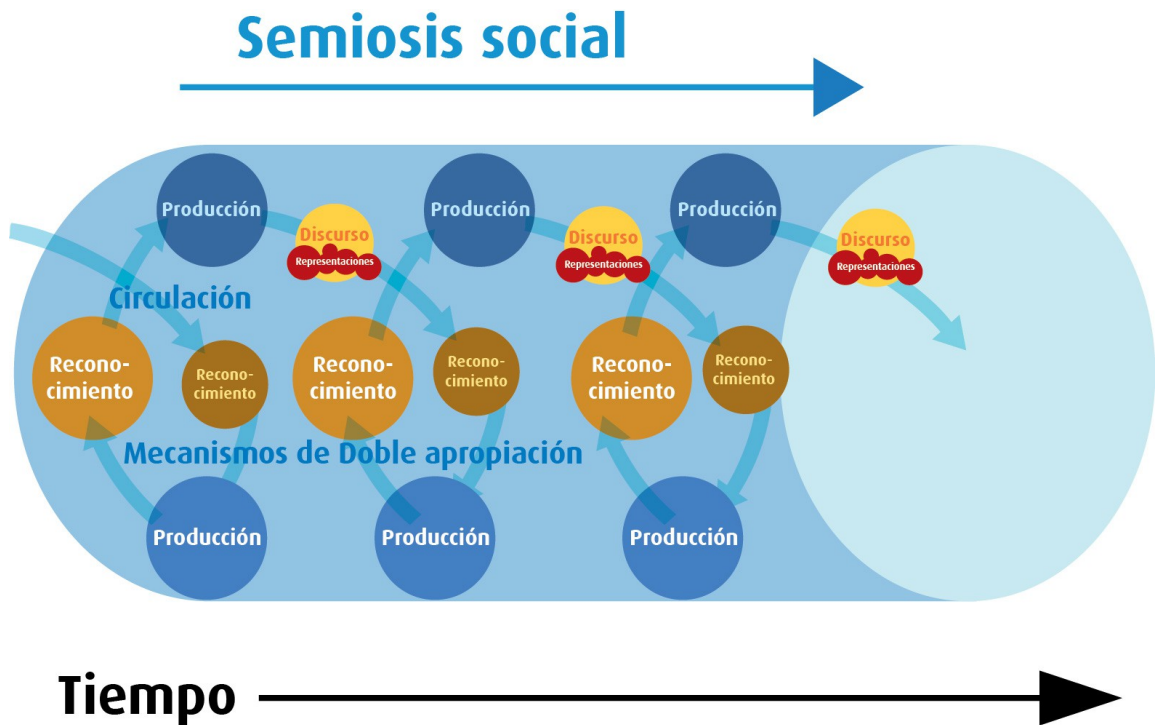 Semiosis social
Producción
Producción
Producción
Discurso
Representaciones
Discurso
Representaciones
Discurso
Representaciones
Circulación
Recono-
cimiento
Recono-
cimiento
Recono-
cimiento
Recono-
cimiento
Recono-
cimiento
Recono-
cimiento
Mecanismos de Doble apropiación
Producción
Producción
Producción
Tiempo